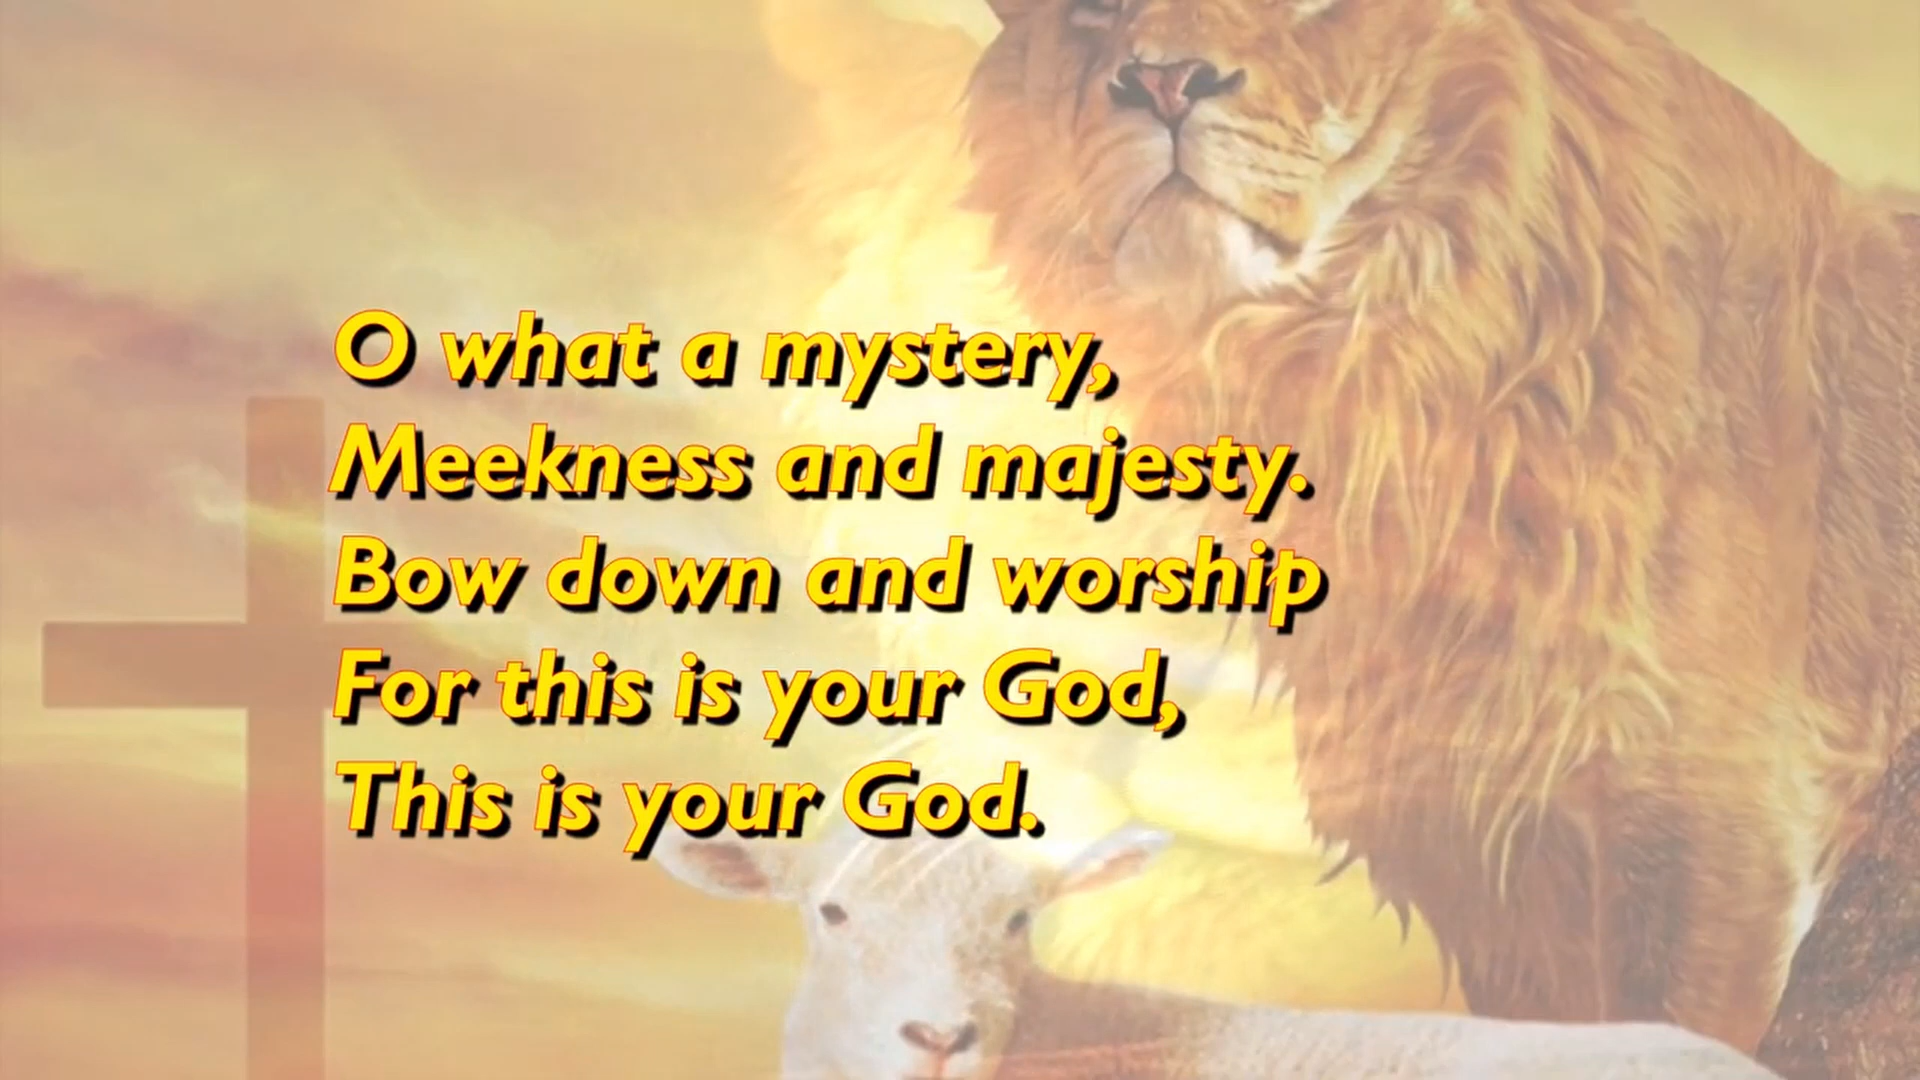 O what a mystery,
Meekness and majesty.
Bow down and worship
For this is your God,
This is your God.